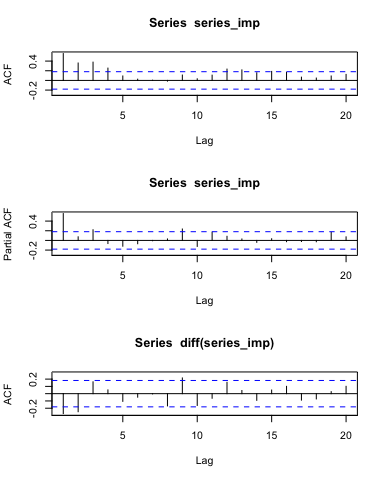 Series series_imp
ACF
-0.2 0.4
5 10 15 20
Lag
Series series_imp
Partial ACF
-0.2 0.4
5 10 15 20
Lag
Series diff(series_imp)
ACF
-0.2 0.2
5 10 15 20
Lag